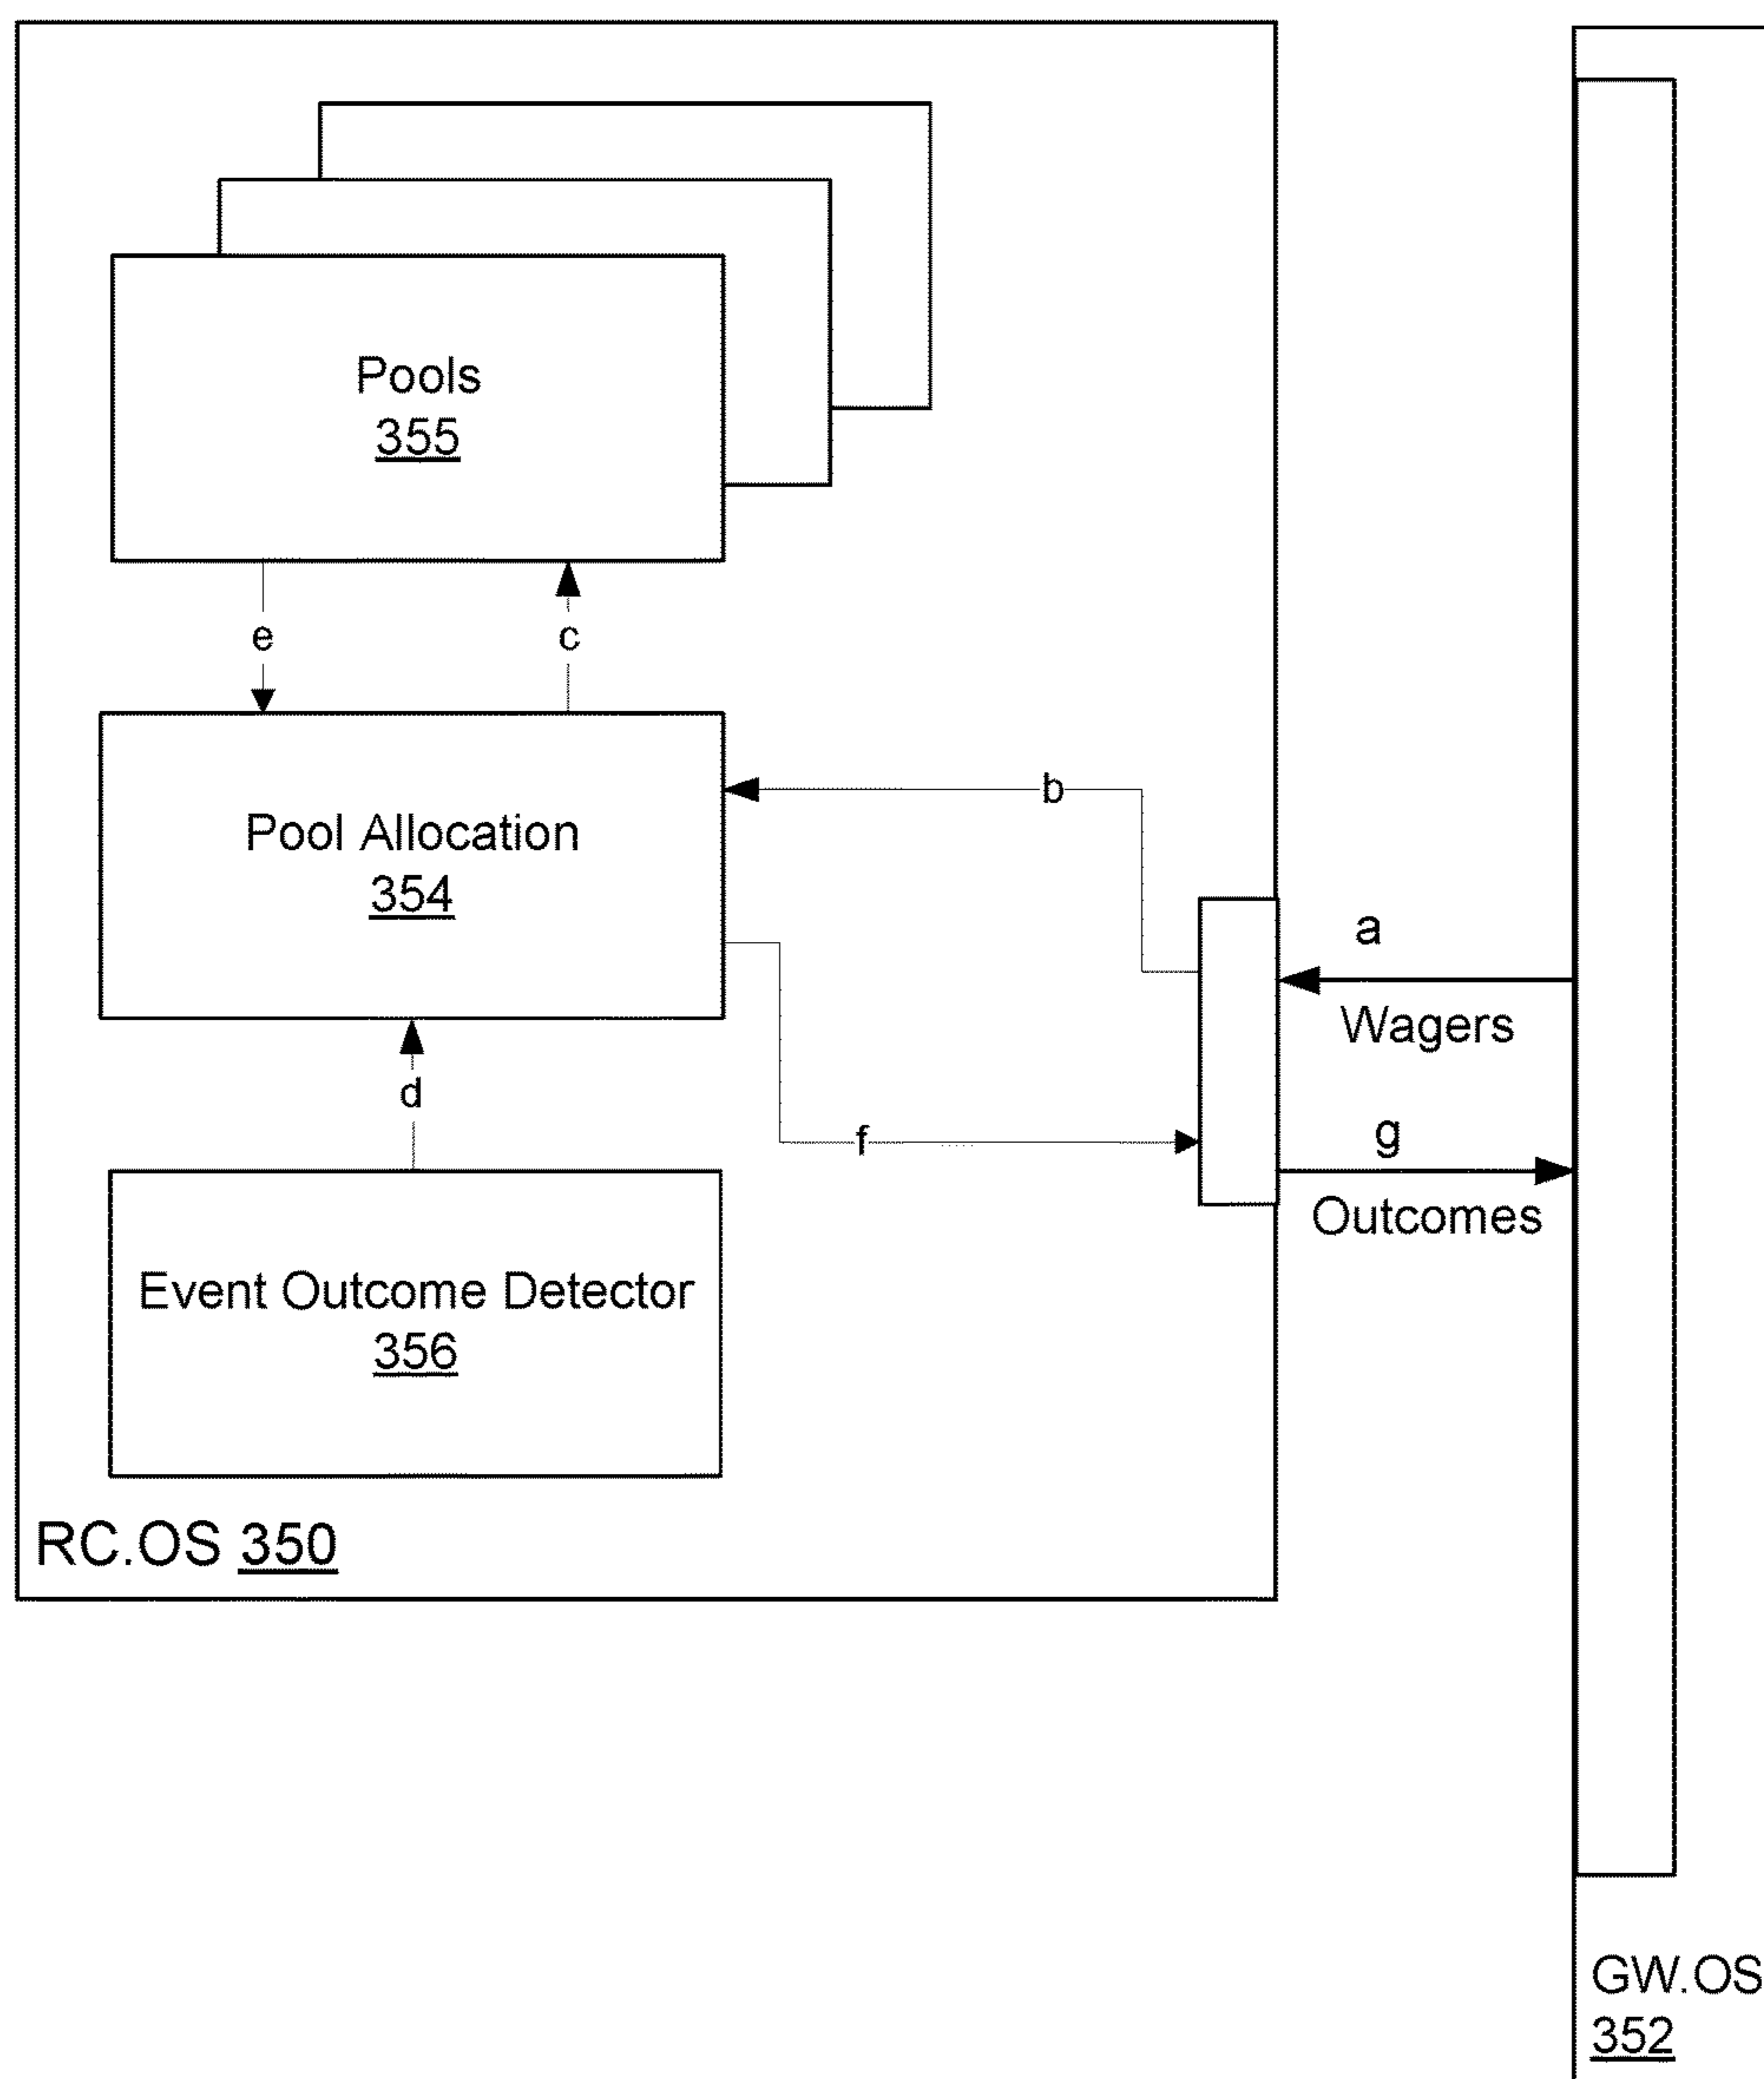 Pools
355
e
c
b
Pool Allocation
354
a
Wagers
d
f
g
Outcomes
Event Outcome Detector
356
RC.OS 350
GW.OS
352